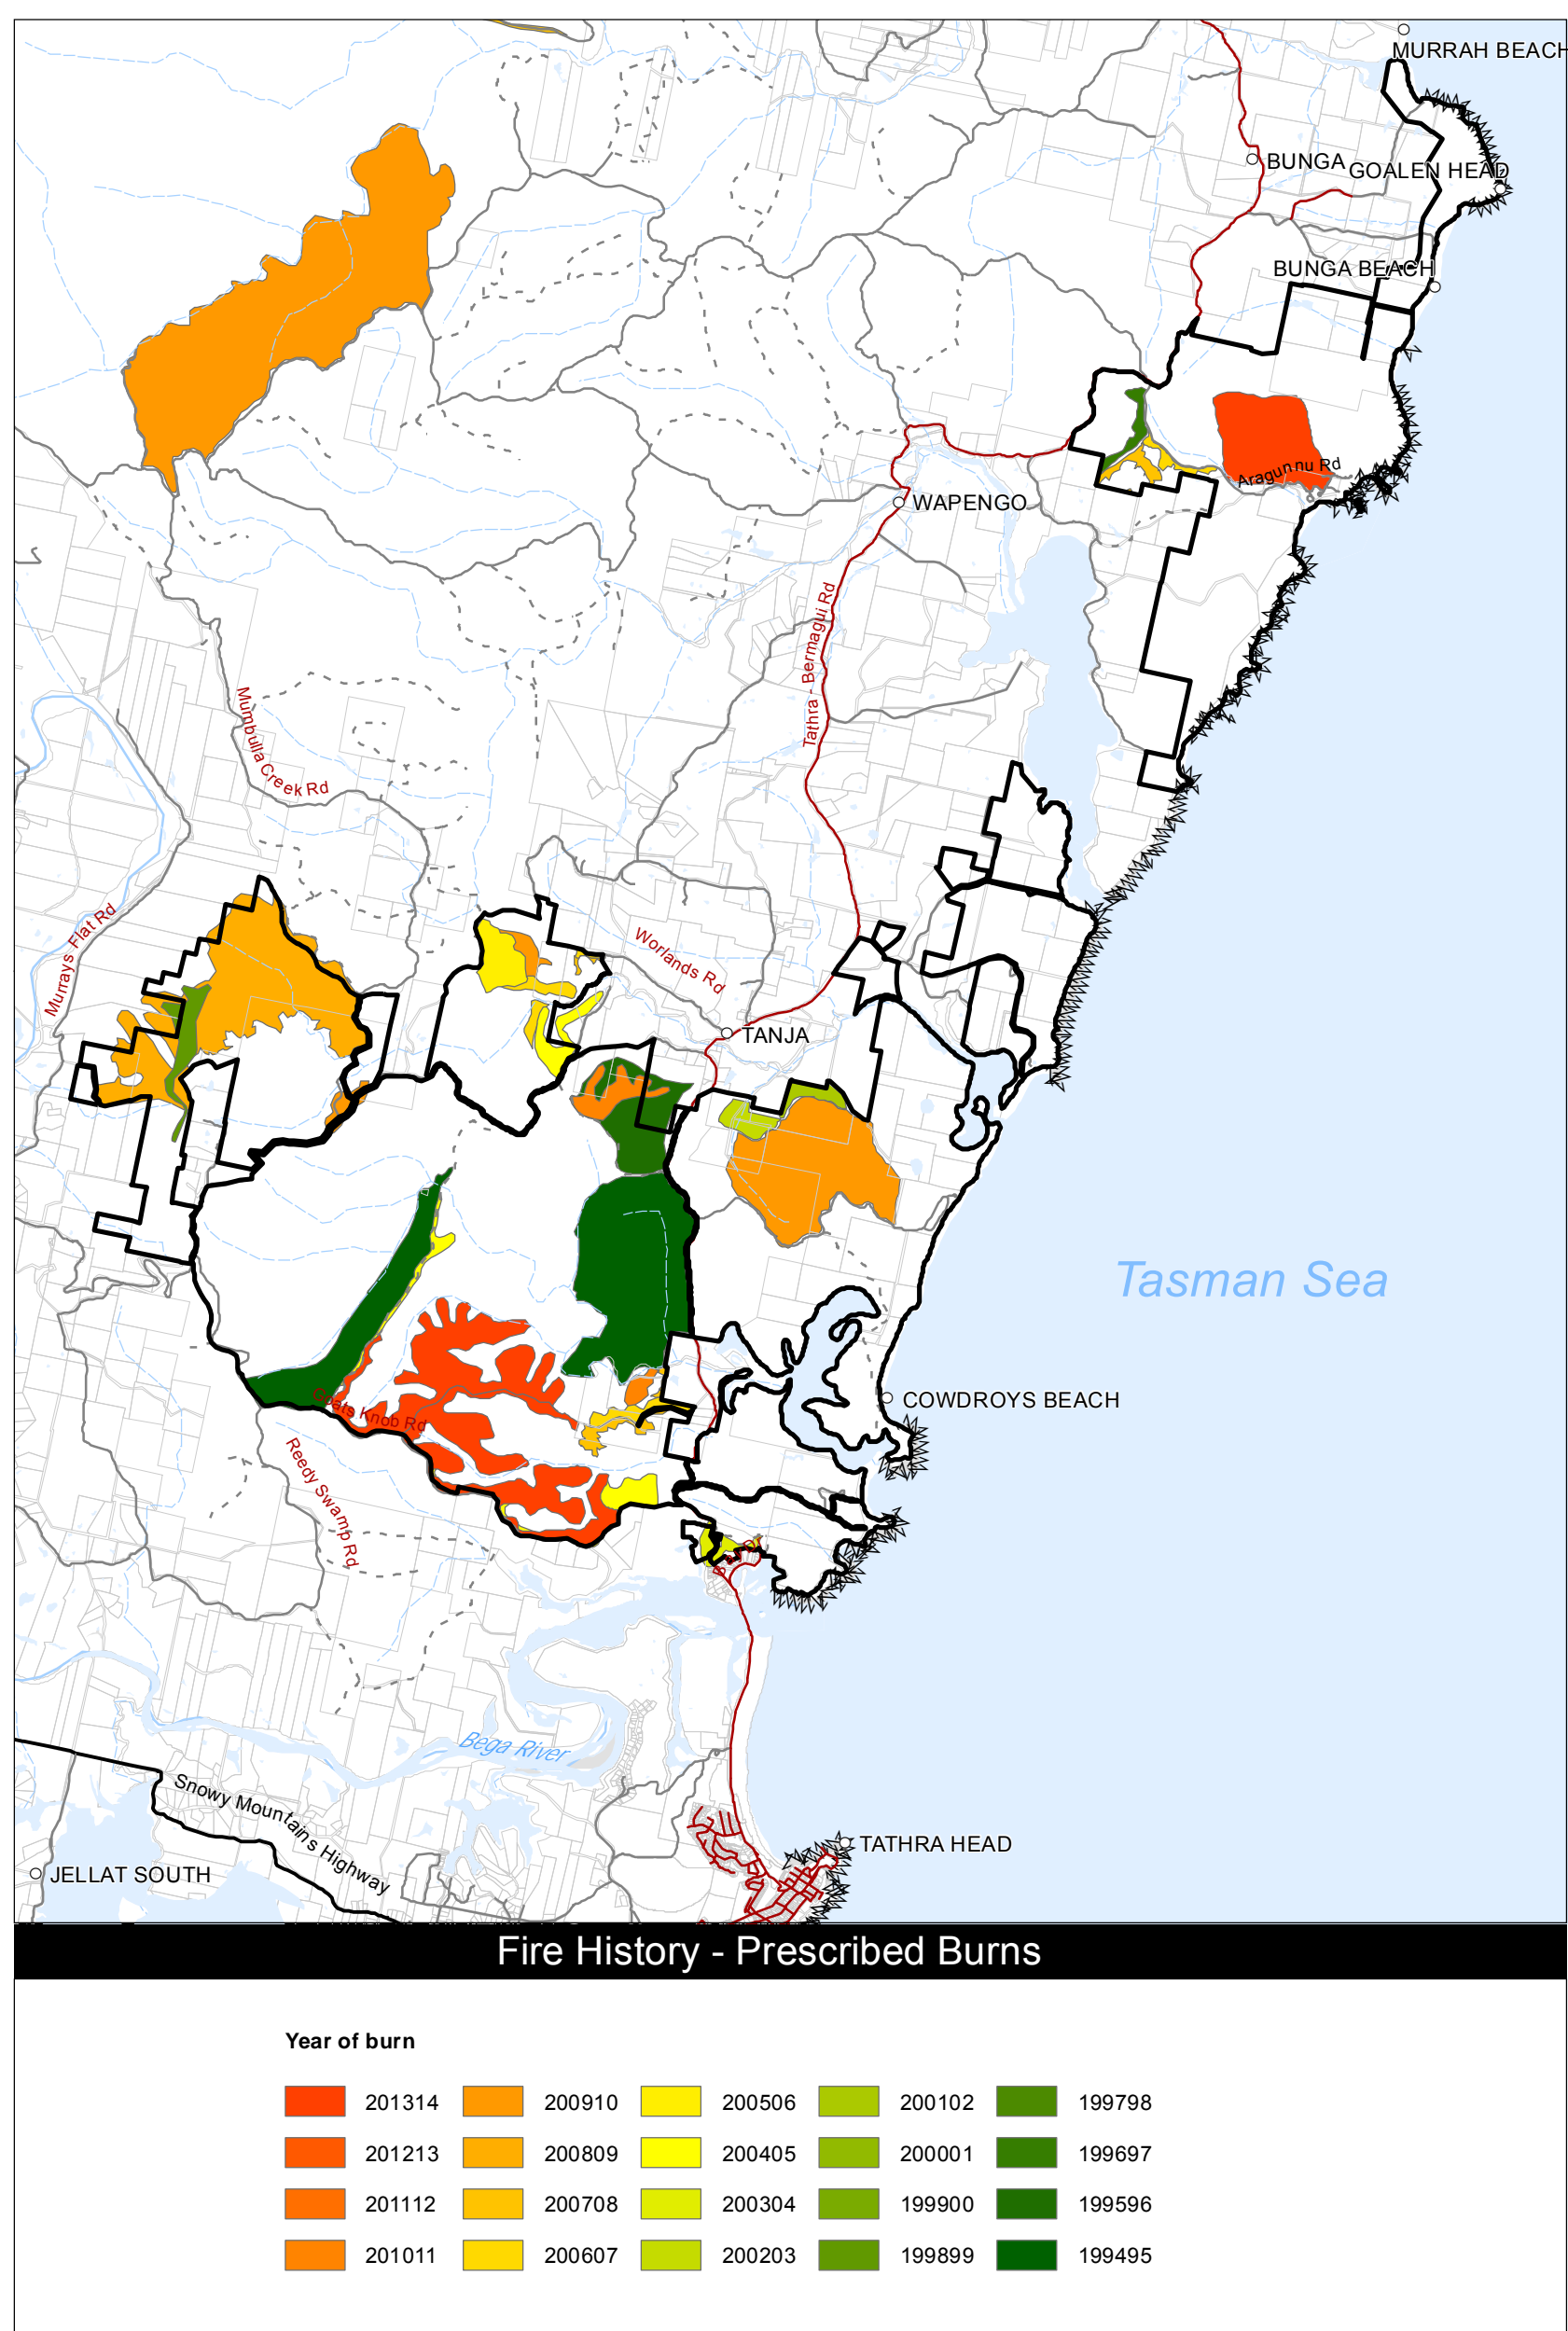 MURRAH BEACH
BUNGA
GOALEN HEAD
BUNGA BEACH
Aragunnu Rd
WAPENGO
Tathra - Bermagui Rd
Mumbulla Creek Rd
Murrays Flat Rd
Worlands Rd
TANJA
Tasman Sea
COWDROYS BEACH
Goats Knob Rd
Reedy Swamp Rd
Bega River
Snowy Mountains Highway
TATHRA HEAD
JELLAT SOUTH
Fire History - Prescribed Burns
Year of burn
201314 200910 200506 200102 199798
201213 200809 200405 200001 199697
201112 200708 200304 199900 199596
201011 200607 200203 199899 199495